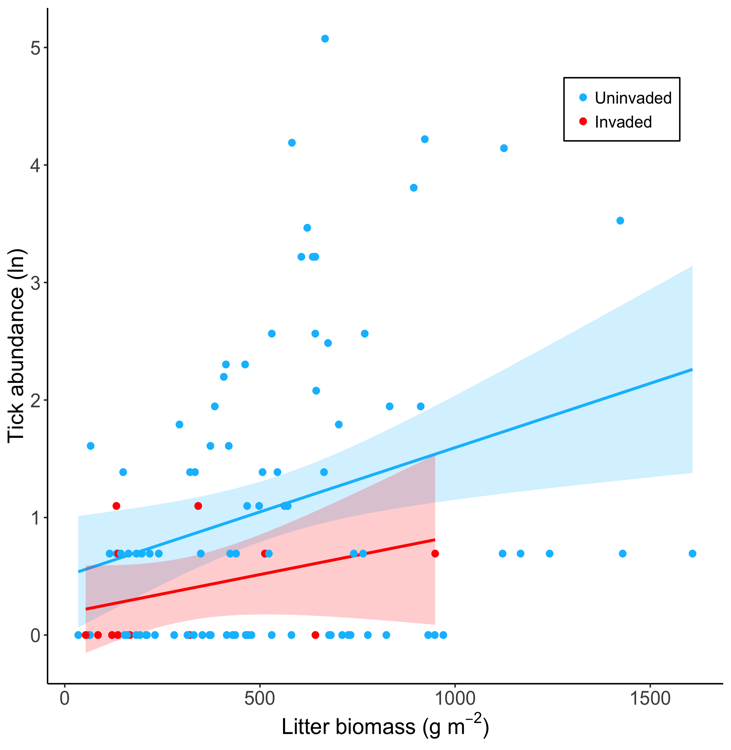 5
4
3
2
1
0
Tick abundance (ln)
Uninvaded
Invaded
0 500 1000 1500
Litter biomass (g m⁻²)